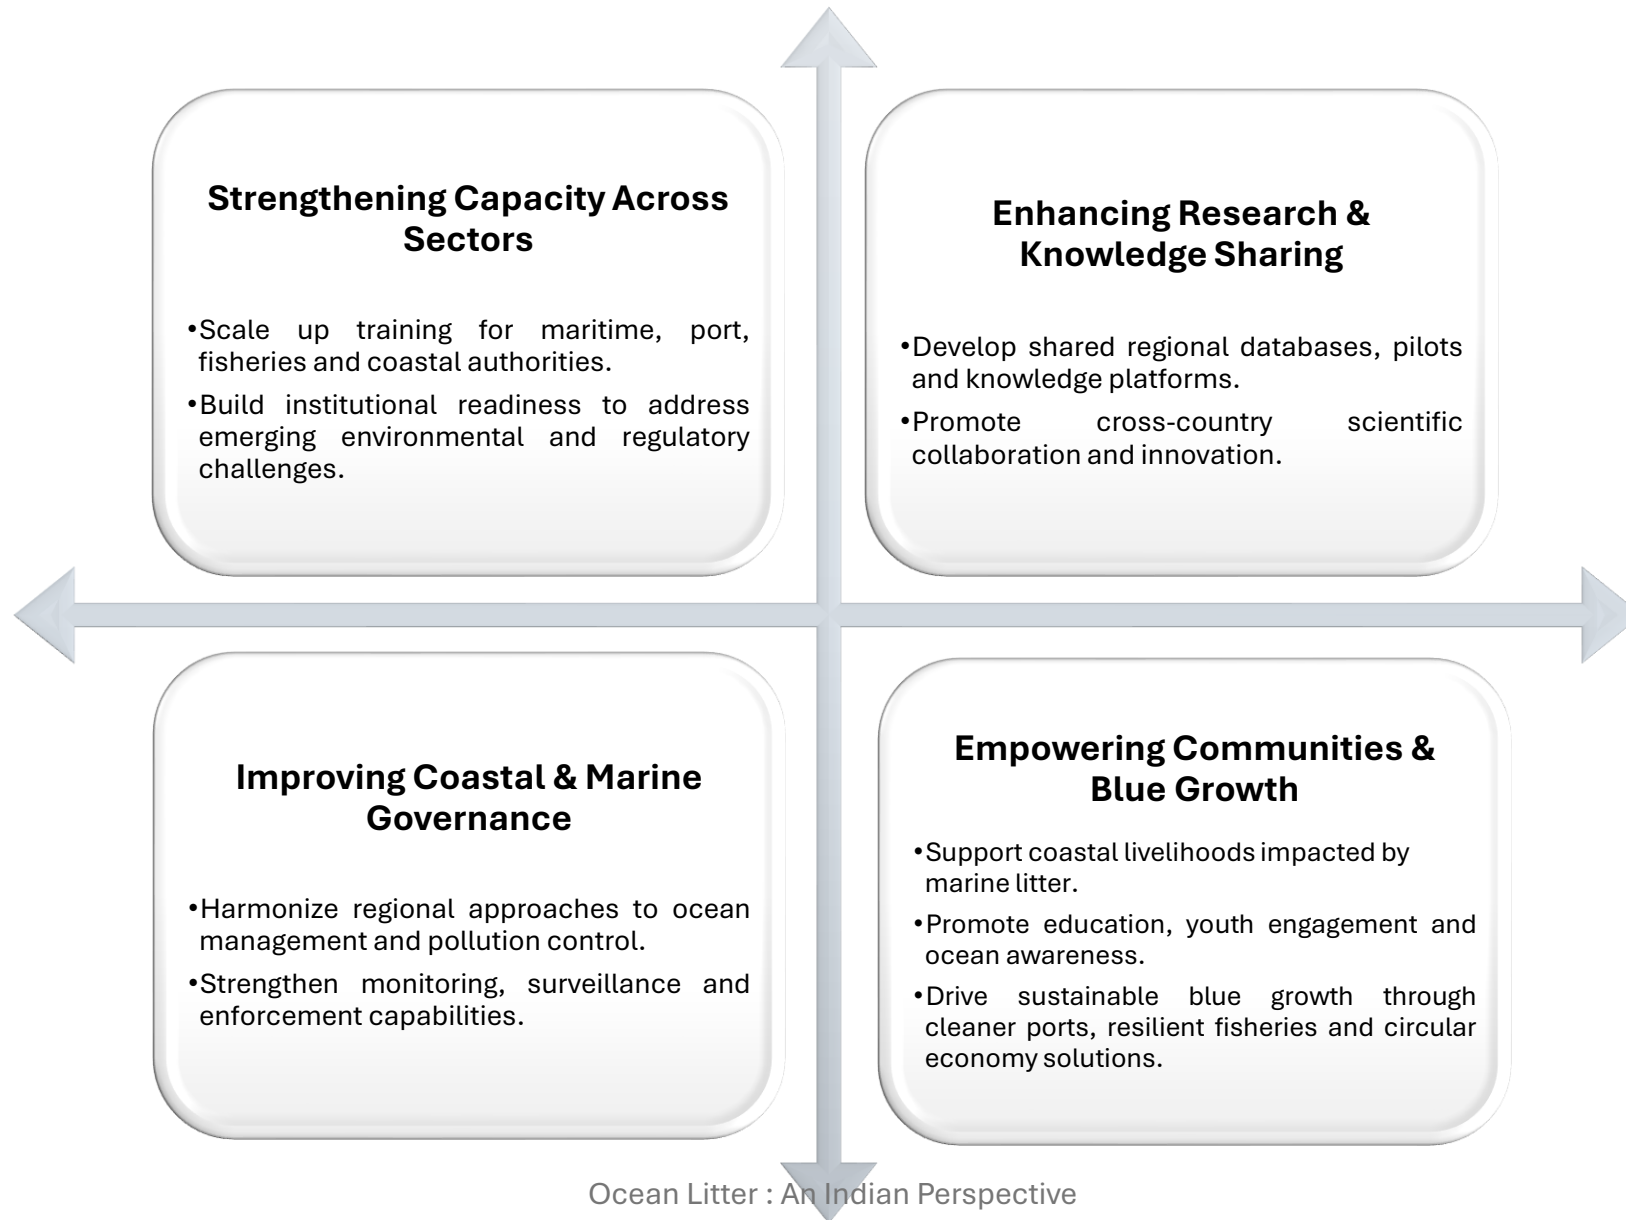 Strengthening Capacity Across
Sectors
•Scale up training for maritime, port,
fisheries and coastal authorities.
•Build institutional readiness to address
emerging environmental and regulatory
challenges.
Enhancing Research &
Knowledge Sharing
•Develop shared regional databases, pilots
and knowledge platforms.
•Promote cross-country scientific
collaboration and innovation.
Improving Coastal & Marine
Governance
•Harmonize regional approaches to ocean
management and pollution control.
•Strengthen monitoring, surveillance and
enforcement capabilities.
Empowering Communities &
Blue Growth
•Support coastal livelihoods impacted by
marine litter.
•Promote education, youth engagement and
ocean awareness.
•Drive sustainable blue growth through
cleaner ports, resilient fisheries and circular
economy solutions.
Ocean Litter : An Indian Perspective